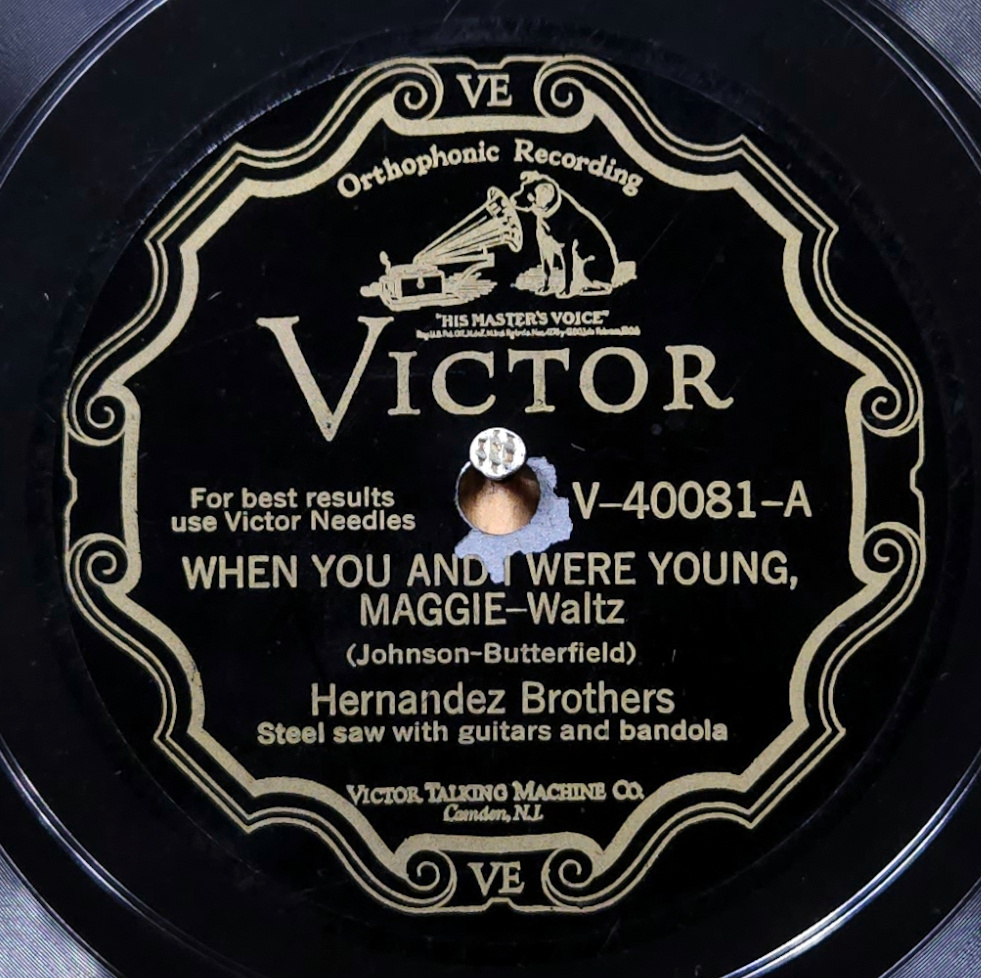 VE
Orthophonic Recording
"HIS MASTER'S VOICE"
VICTOR
For best results
use Victor Needles
V-40081-A
WHEN YOU AND I WERE YOUNG,
MAGGIE-Waltz
(Johnson-Butterfield)
Hernandez Brothers
Steel saw with guitars and bandola
VICTOR TALKING MACHINE CO.
Camden, N.J.
VE